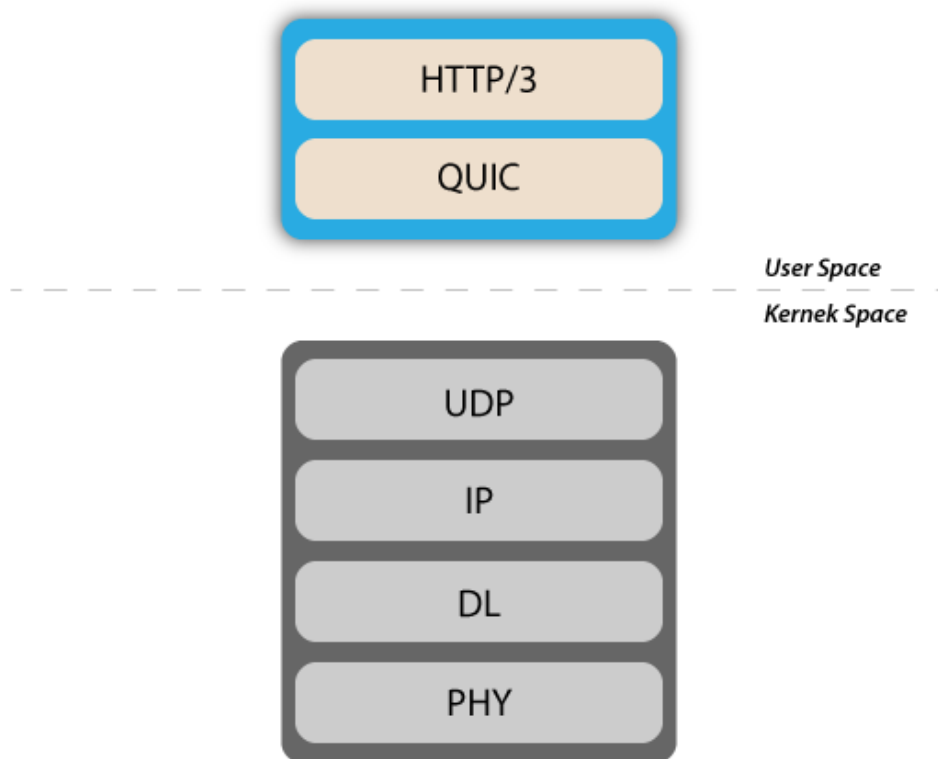 HTTP/3
QUIC
User Space
Kernek Space
UDP
IP
DL
PHY